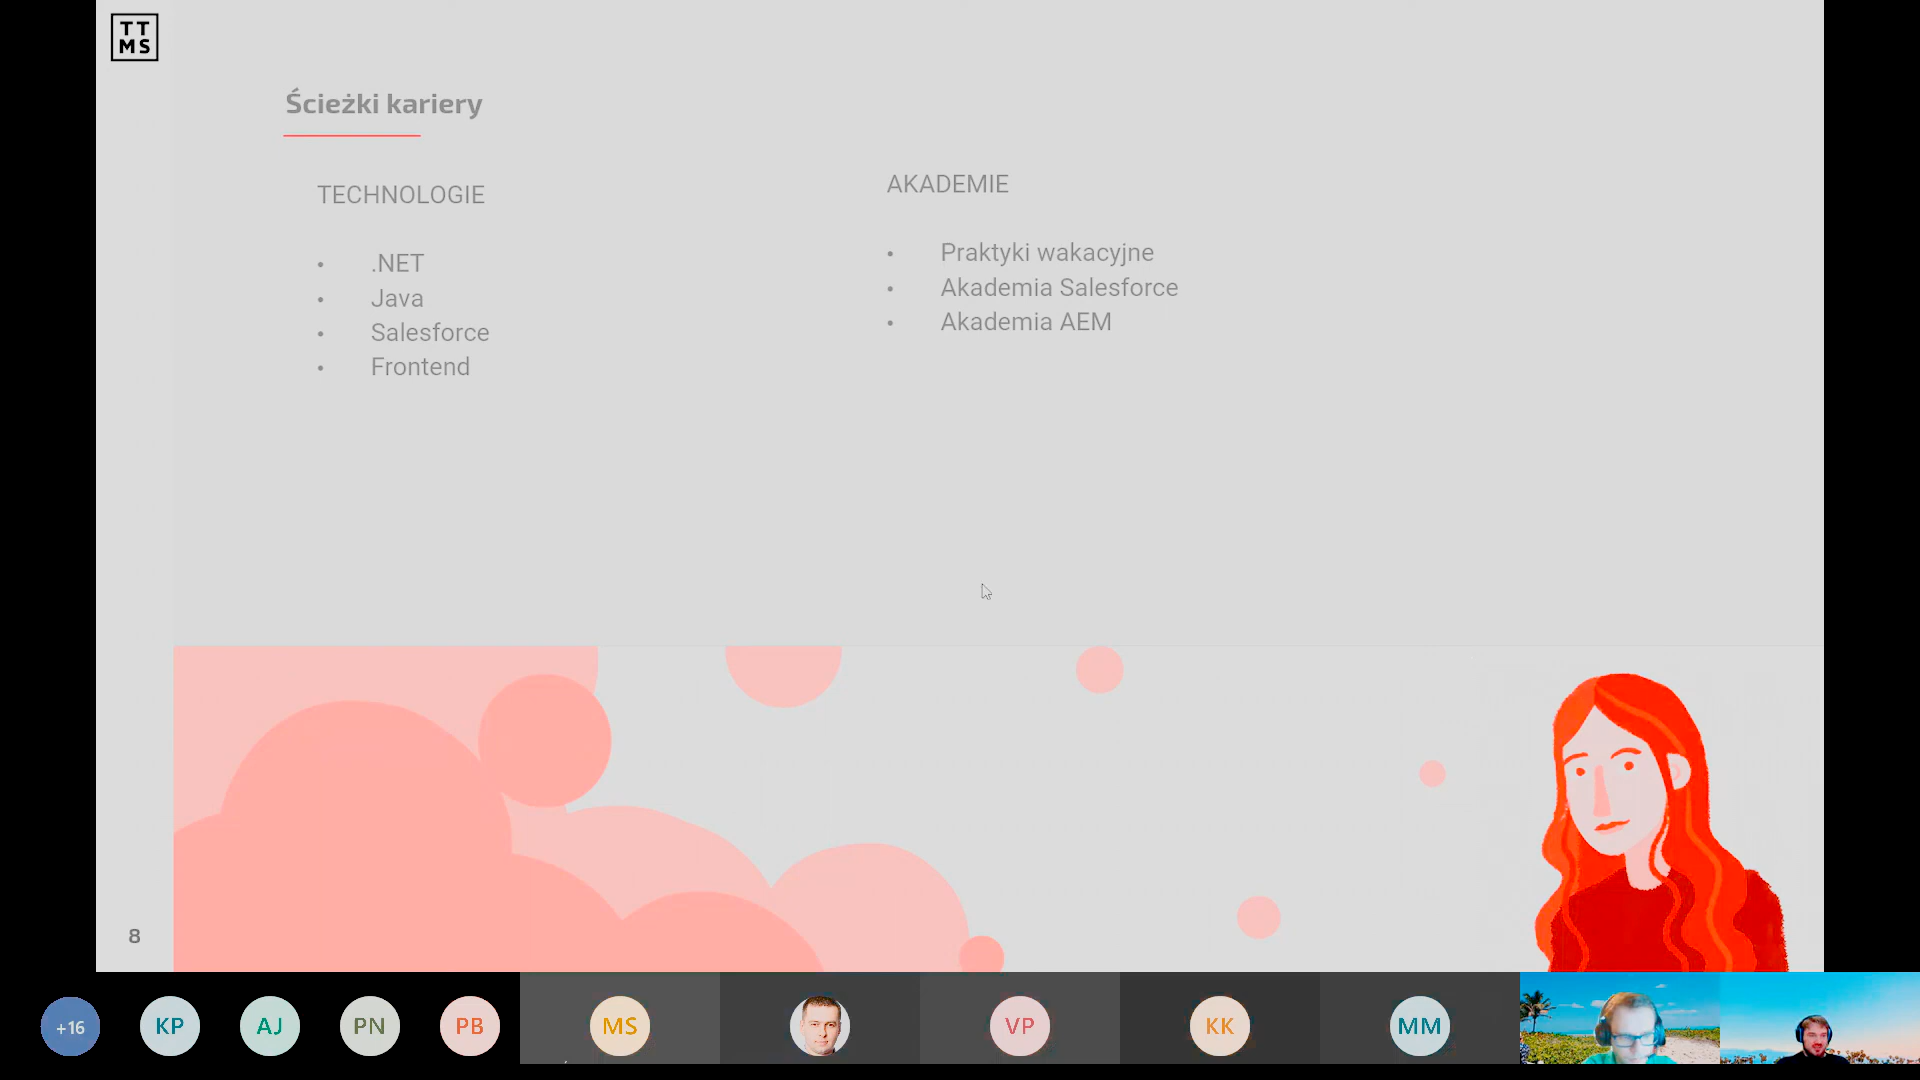 TT
MS
Ścieżki kariery
TECHNOLOGIE
• .NET
• Java
• Salesforce
• Frontend
AKADEMIE
• Praktyki wakacyjne
• Akademia Salesforce
• Akademia AEM
8
+16
KP
AJ
PN
PB
MS
VP
KK
MM